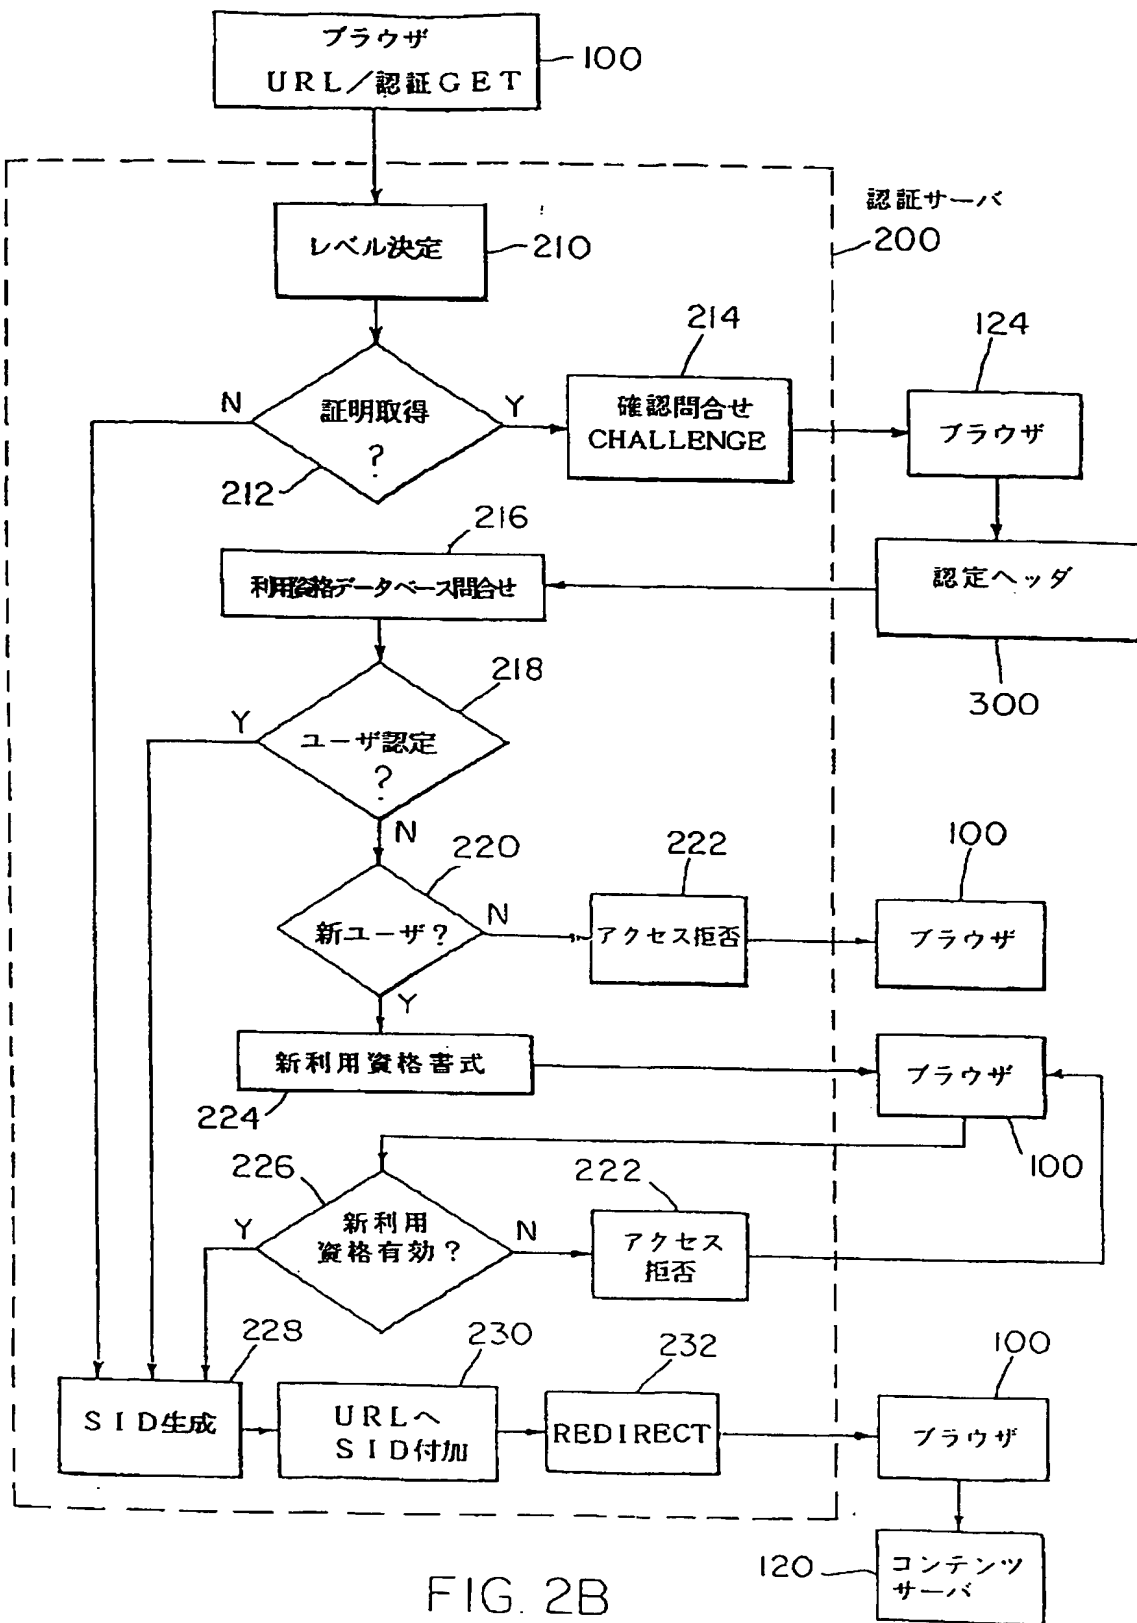 ブラウザ
URL/認証GET
100
認証サーバ
200
レベル決定
210
214
124
N
証明取得
?
Y
確認問合せ
CHALLENGE
ブラウザ
212
216
利用資格データベース問合せ
認定ヘッダ
300
218
Y
ユーザ認定
?
N
220
222
100
新ユーザ?
N
アクセス拒否
ブラウザ
Y
新利用資格書式
ブラウザ
224
100
226
222
Y
新利用
資格有効?
N
アクセス
拒否
228
230
232
100
SID生成
URLへ
SID付加
REDIRECT
ブラウザ
120
コンテンツ
サーバ
FIG. 2B